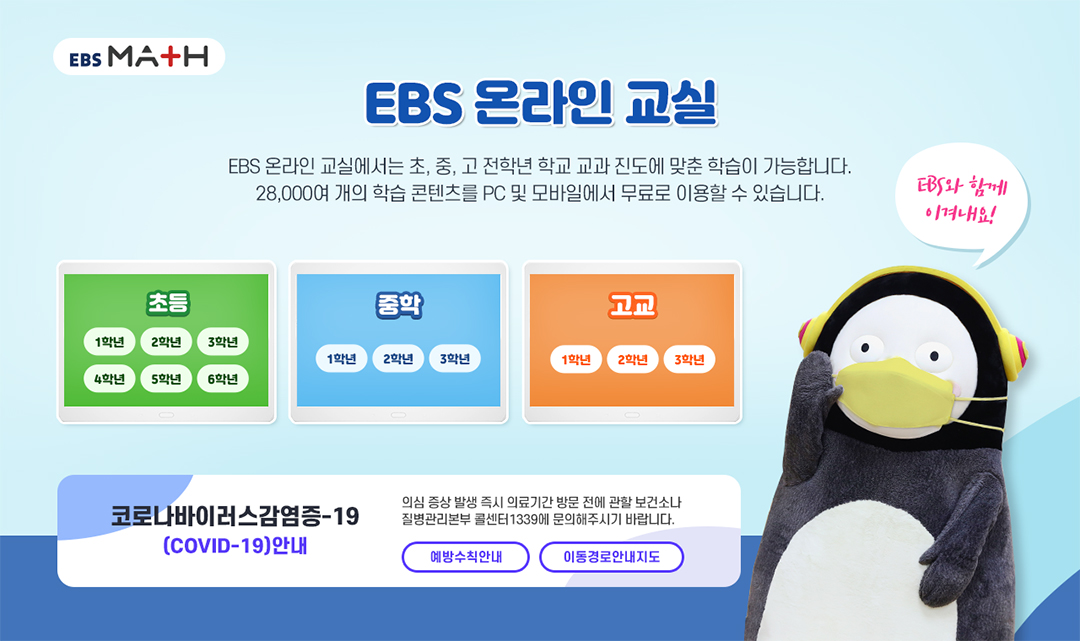 EBS MATH
EBS 온라인 교실
EBS 온라인 교실에서는 초, 중, 고 전학년 학교 교과 진도에 맞춘 학습이 가능합니다.
28,000여 개의 학습 콘텐츠를 PC 및 모바일에서 무료로 이용할 수 있습니다.
EBS와 함께
이겨내요!
초등
1학년 2학년 3학년
4학년 5학년 6학년
중학
1학년 2학년 3학년
고교
1학년 2학년 3학년
코로나바이러스감염증-19
(COVID-19)안내
의심 증상 발생 즉시 의료기간 방문 전에 관할 보건소나
질병관리본부 콜센터1339에 문의해주시기 바랍니다.
예방수칙안내 이동경로안내지도